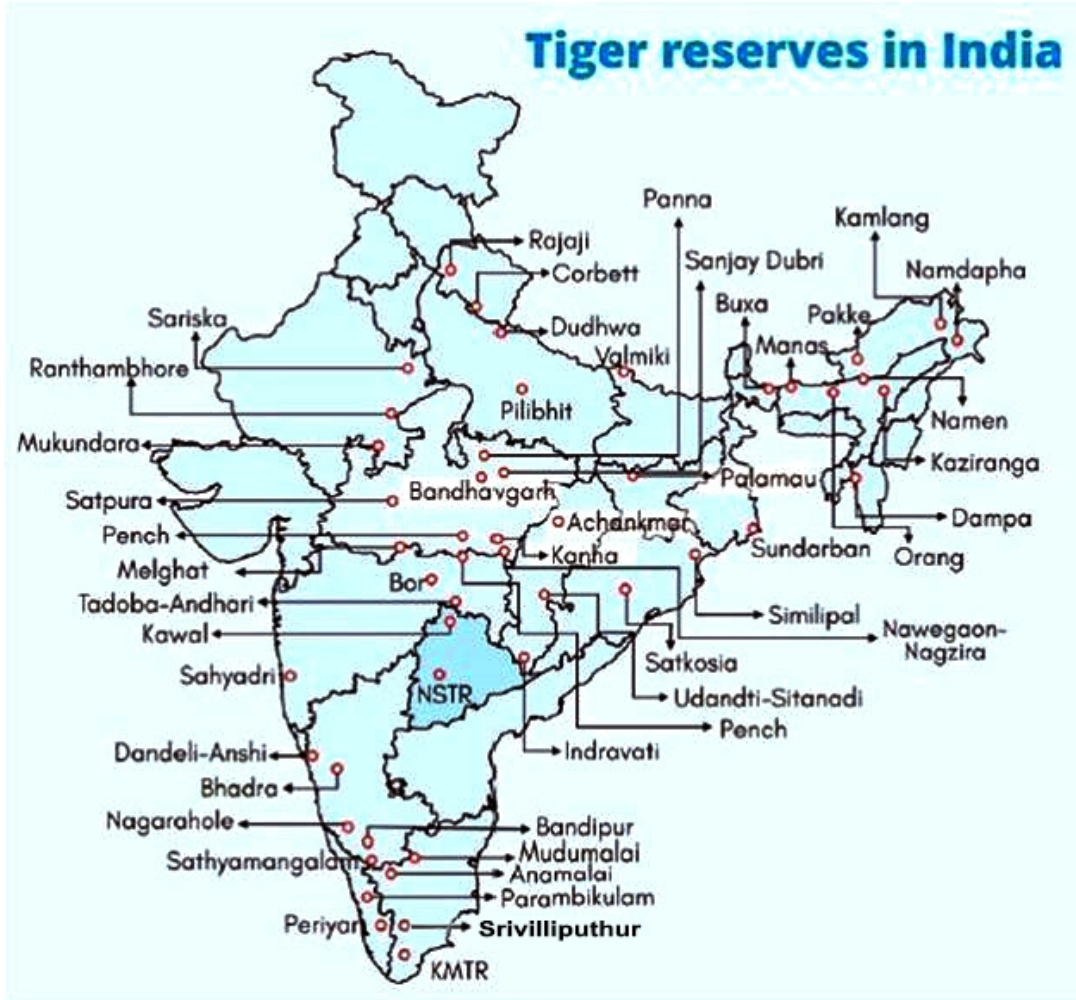 Tiger reserves in India
Panna
Kamlang
Rajaji
Sanjay Dubri
Corbett
Namdapha
Buxa
Sariska
Pakke
Dudhwa
Manas
Valmiki
Ranthambhore
Pilibhit
Namen
Mukundara
Kaziranga
Palamau
Bandhavgarh
Satpura
Dampa
Achankmar
Pench
Sundarban
Kanha
Orang
Melghat
Bor
Tadoba-Andhari
Similipal
Kawal
Nawegaon-
Nagzira
Satkosia
Sahyadri
NSTR
Udandti-Sitanadi
Pench
Dandeli-Anshi
Indravati
Bhadra
Nagarahole
Bandipur
Mudumalai
Sathyamangalam
Anamalai
Parambikulam
Periyar
Srivilliputhur
KMTR